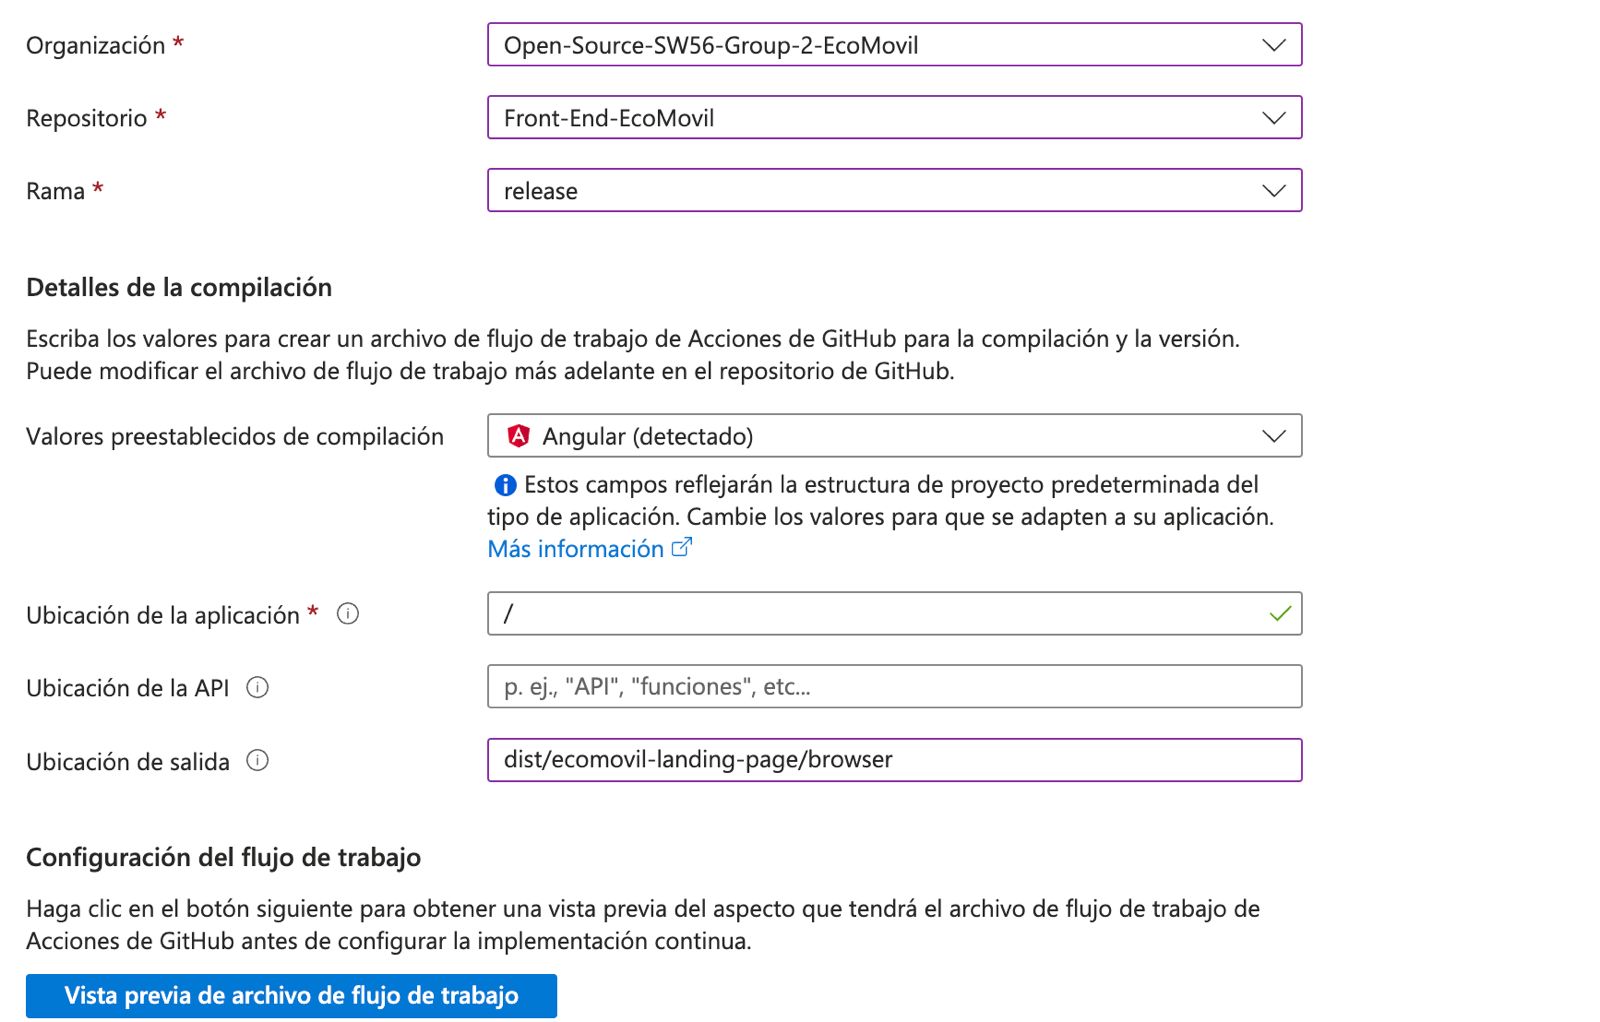 Organización *
Open-Source-SW56-Group-2-EcoMovil
Repositorio *
Front-End-EcoMovil
Rama *
release
Detalles de la compilación
Escriba los valores para crear un archivo de flujo de trabajo de Acciones de GitHub para la compilación y la versión.
Puede modificar el archivo de flujo de trabajo más adelante en el repositorio de GitHub.
Valores preestablecidos de compilación
Angular (detectado)
Estos campos reflejarán la estructura de proyecto predeterminada del
tipo de aplicación. Cambie los valores para que se adapten a su aplicación.
Más información
Ubicación de la aplicación *
/
Ubicación de la API
p. ej., "API", "funciones", etc...
Ubicación de salida
dist/ecomovil-landing-page/browser
Configuración del flujo de trabajo
Haga clic en el botón siguiente para obtener una vista previa del aspecto que tendrá el archivo de flujo de trabajo de
Acciones de GitHub antes de configurar la implementación continua.
Vista previa de archivo de flujo de trabajo